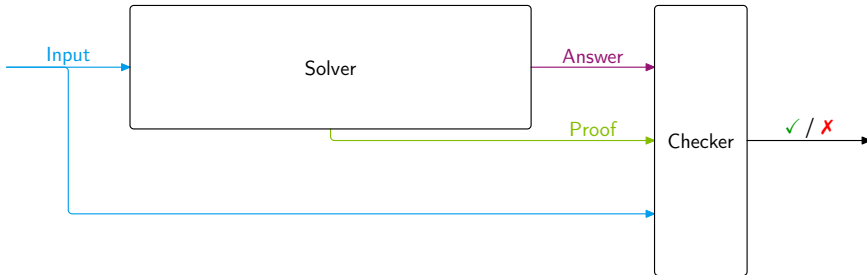 Input
Solver
Answer
Proof
Checker
✓ / ✗